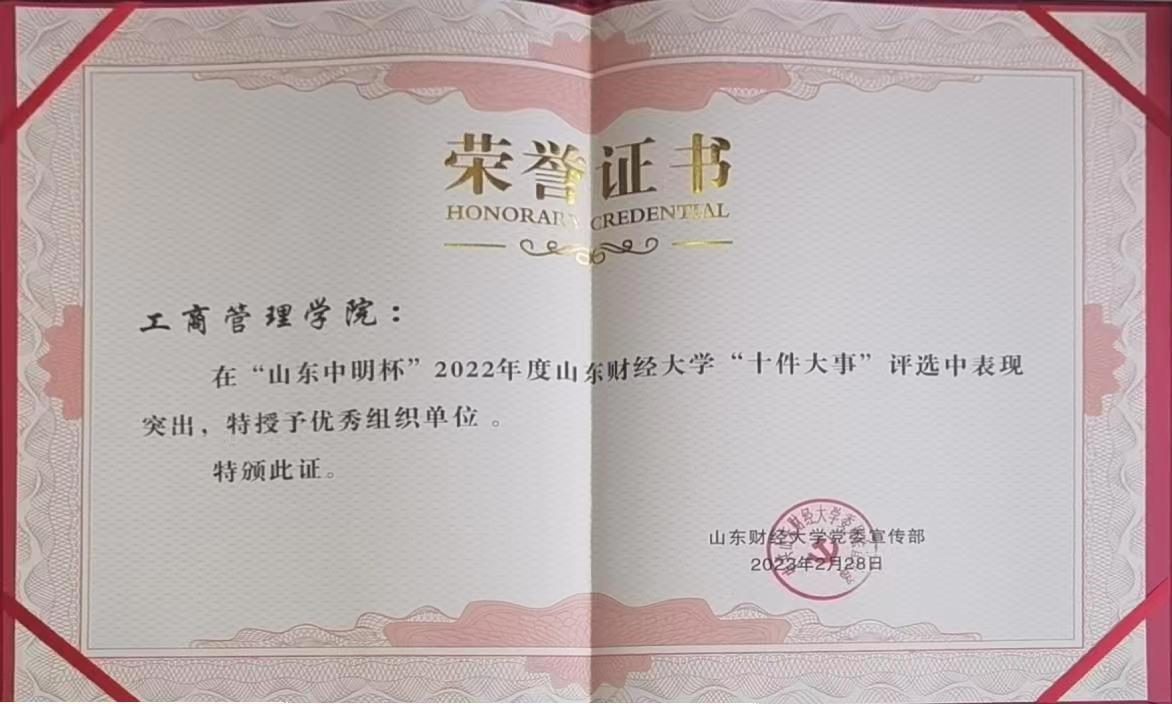 荣誉证书
HONORARY CREDENTIAL
工商管理学院：
在“山东中明杯”2022年度山东财经大学“十件大事”评选中表现
突出，特授予优秀组织单位 。
特颁此证。
山东财经大学党委宣传部
2023年2月28日